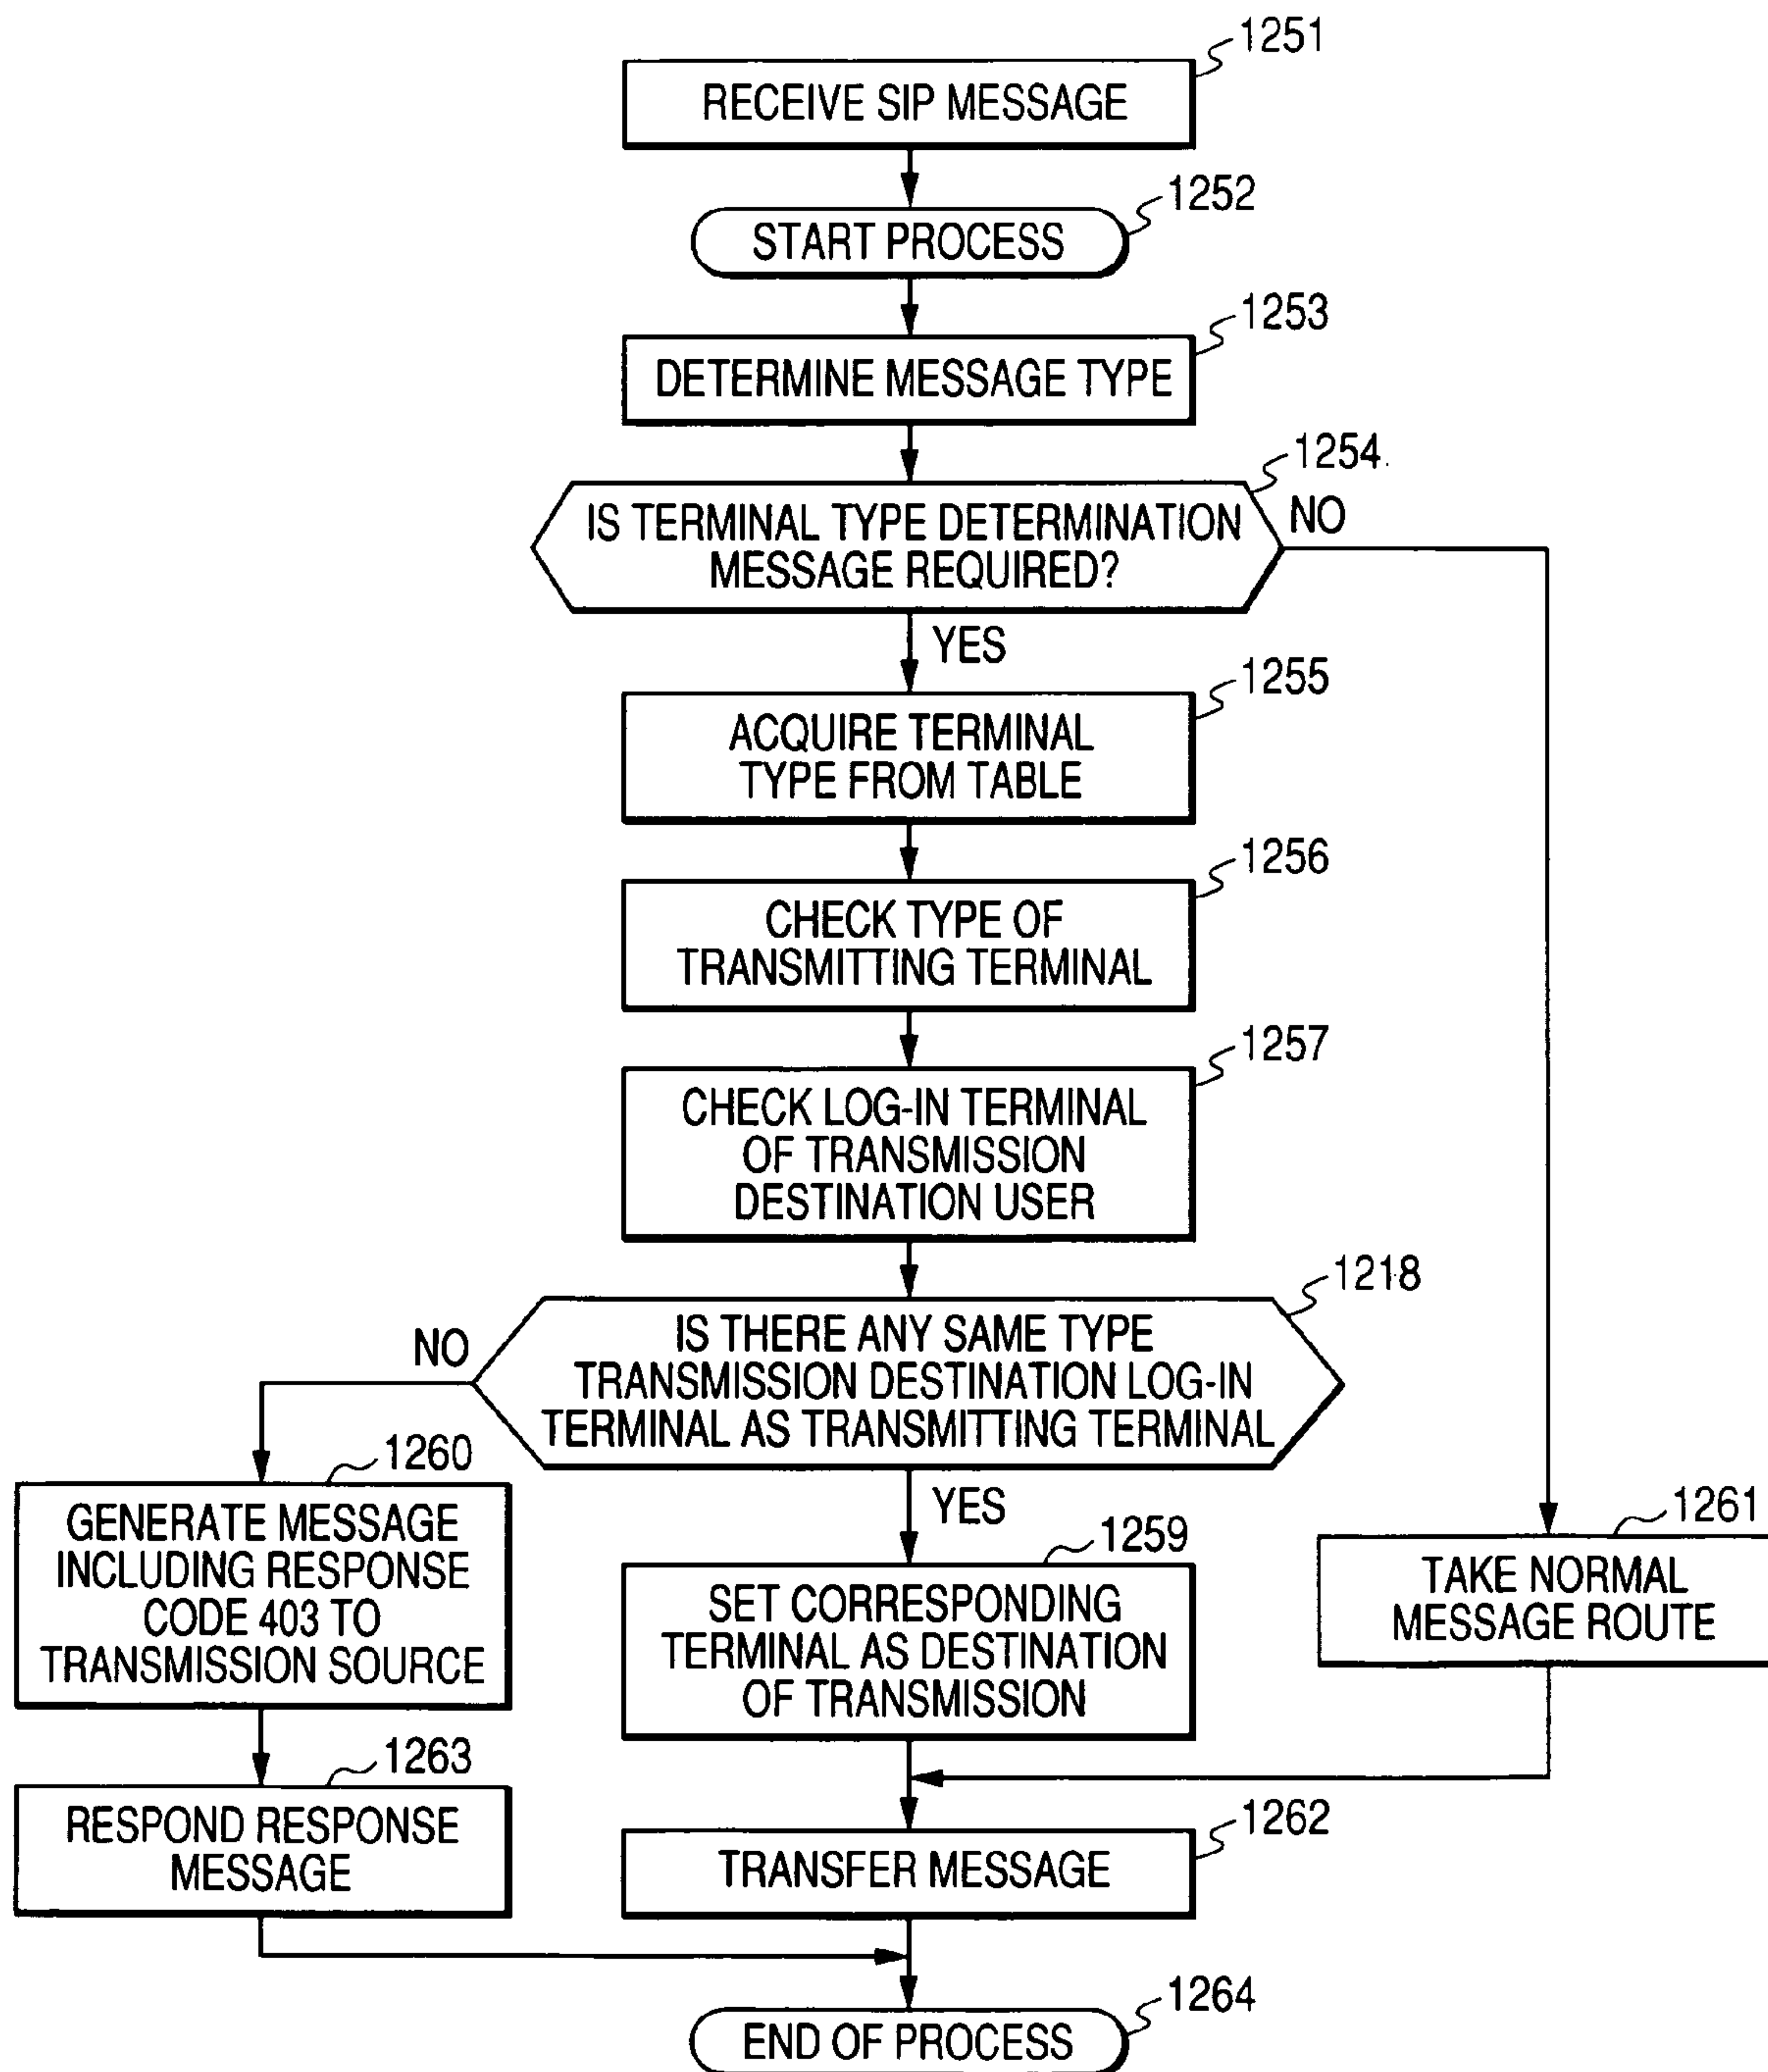 1251
RECEIVE SIP MESSAGE
1252
START PROCESS
1253
DETERMINE MESSAGE TYPE
1254
IS TERMINAL TYPE DETERMINATION
MESSAGE REQUIRED?
NO
YES
1255
ACQUIRE TERMINAL
TYPE FROM TABLE
1256
CHECK TYPE OF
TRANSMITTING TERMINAL
1257
CHECK LOG-IN TERMINAL
OF TRANSMISSION
DESTINATION USER
1218
IS THERE ANY SAME TYPE
TRANSMISSION DESTINATION LOG-IN
TERMINAL AS TRANSMITTING TERMINAL
NO
YES
1260
GENERATE MESSAGE
INCLUDING RESPONSE
CODE 403 TO
TRANSMISSION SOURCE
1259
SET CORRESPONDING
TERMINAL AS DESTINATION
OF TRANSMISSION
1261
TAKE NORMAL
MESSAGE ROUTE
1263
RESPOND RESPONSE
MESSAGE
1262
TRANSFER MESSAGE
1264
END OF PROCESS